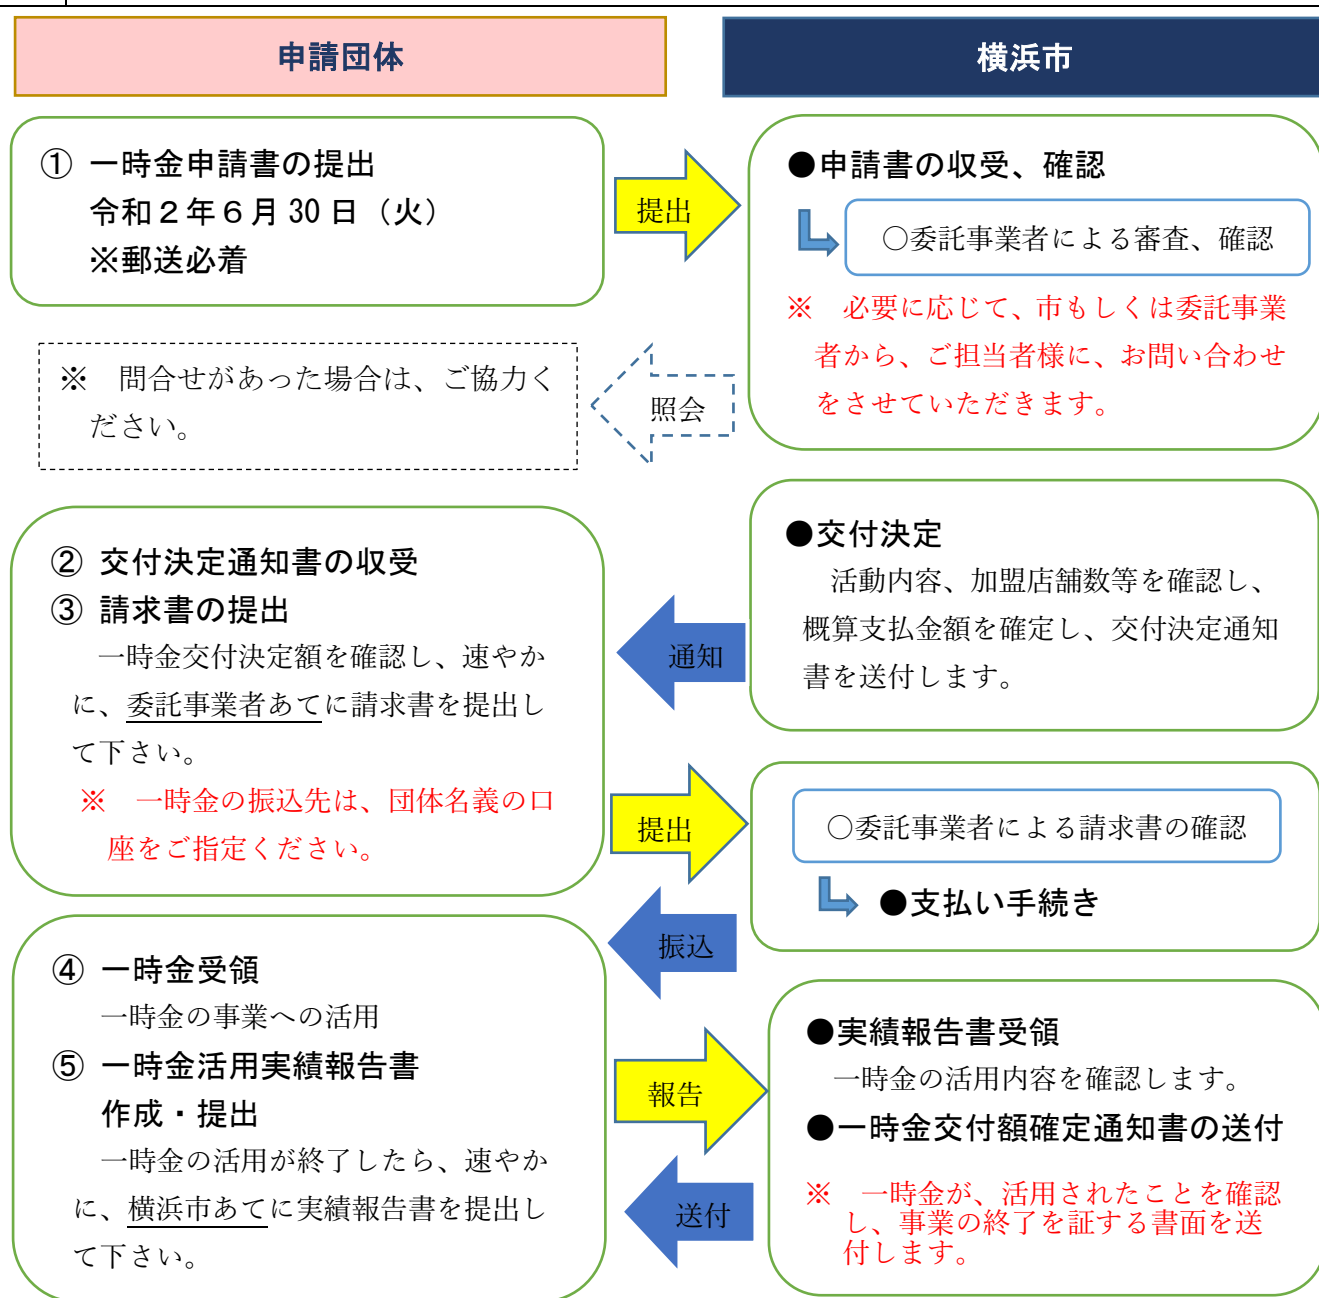 申請団体
横浜市
① 一時金申請書の提出
令和２年６月 30 日（火）
※郵送必着
提出
●申請書の収受、確認
○委託事業者による審査、確認
※　必要に応じて、市もしくは委託事業
者から、ご担当者様に、お問い合わせ
をさせていただきます。
照会
※　問合せがあった場合は、ご協力く
ださい。
●交付決定
活動内容、加盟店舗数等を確認し、
概算支払金額を確定し、交付決定通知
書を送付します。
通知
② 交付決定通知書の収受
③ 請求書の提出
一時金交付決定額を確認し、速やか
に、委託事業者あてに請求書を提出し
て下さい。
※　一時金の振込先は、団体名義の口
座をご指定ください。
提出
○委託事業者による請求書の確認
●支払い手続き
振込
④ 一時金受領
一時金の事業への活用
⑤ 一時金活用実績報告書
作成・提出
一時金の活用が終了したら、速やか
に、横浜市あてに実績報告書を提出し
て下さい。
報告
●実績報告書受領
一時金の活用内容を確認します。
●一時金交付額確定通知書の送付
※　一時金が、活用されたことを確認
し、事業の終了を証する書面を送
付します。
送付